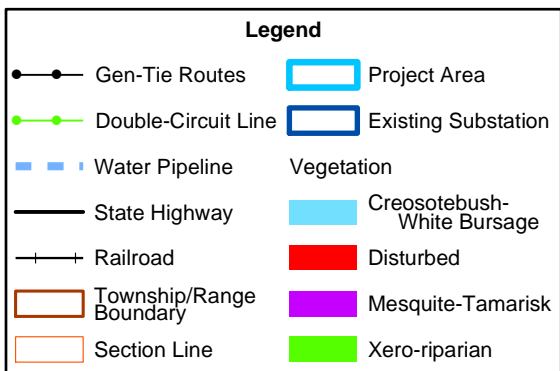 Legend
Gen-Tie Routes
Double-Circuit Line
Water Pipeline
State Highway
Railroad
Township/Range
Boundary
Section Line
Project Area
Existing Substation
Vegetation
Creosotebush-
White Bursage
Disturbed
Mesquite-Tamarisk
Xero-riparian